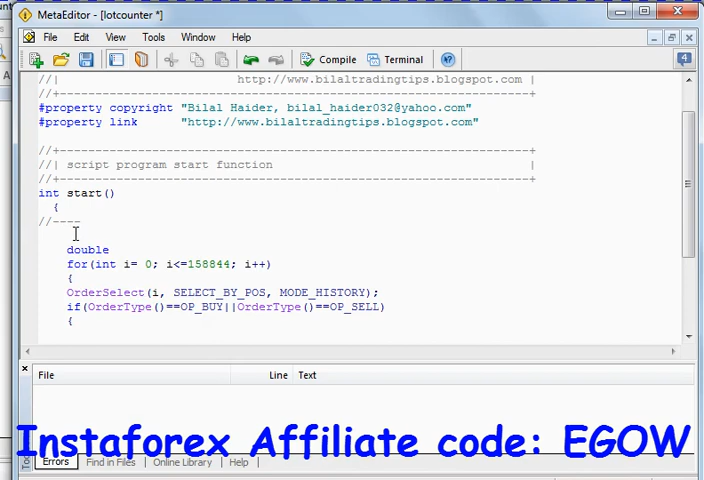 MetaEditor - [lotcounter *]
File Edit View Tools Window Help
Compile Terminal 4
//| http://www.bilaltradingtips.blogspot.com |
//+------------------------------------------------------------------+
#property copyright "Bilal Haider, bilal_haider032@yahoo.com"
#property link "http://www.bilaltradingtips.blogspot.com"
//+------------------------------------------------------------------+
//| script program start function |
//+------------------------------------------------------------------+
int start()
{
//----
double
for(int i= 0; i<=158844; i++)
{
OrderSelect(i, SELECT_BY_POS, MODE_HISTORY);
if(OrderType()==OP_BUY||OrderType()==OP_SELL)
{
File Line Text
Instaforex Affiliate code: EGOW
Errors Find in Files Online Library Help